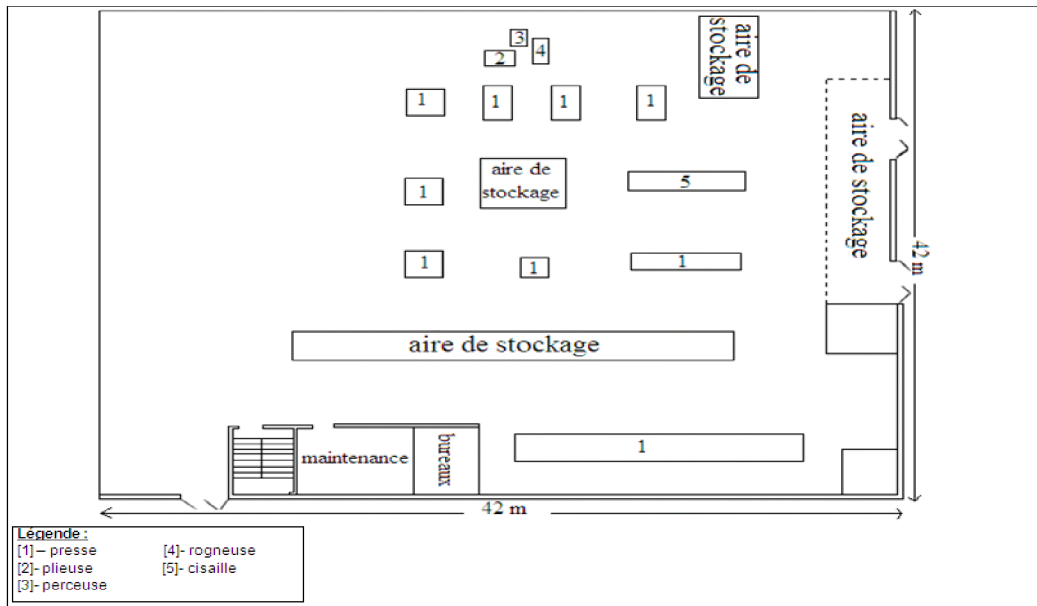 3
4
2
aire de
stockage
1
1
1
1
aire de
stockage
aire de
stockage
5
1
1
1
1
42 m
aire de stockage
maintenance
bureaux
1
42 m
Légende :
[1]– presse [4]- rogneuse
[2]- plieuse [5]- cisaille
[3]- perceuse